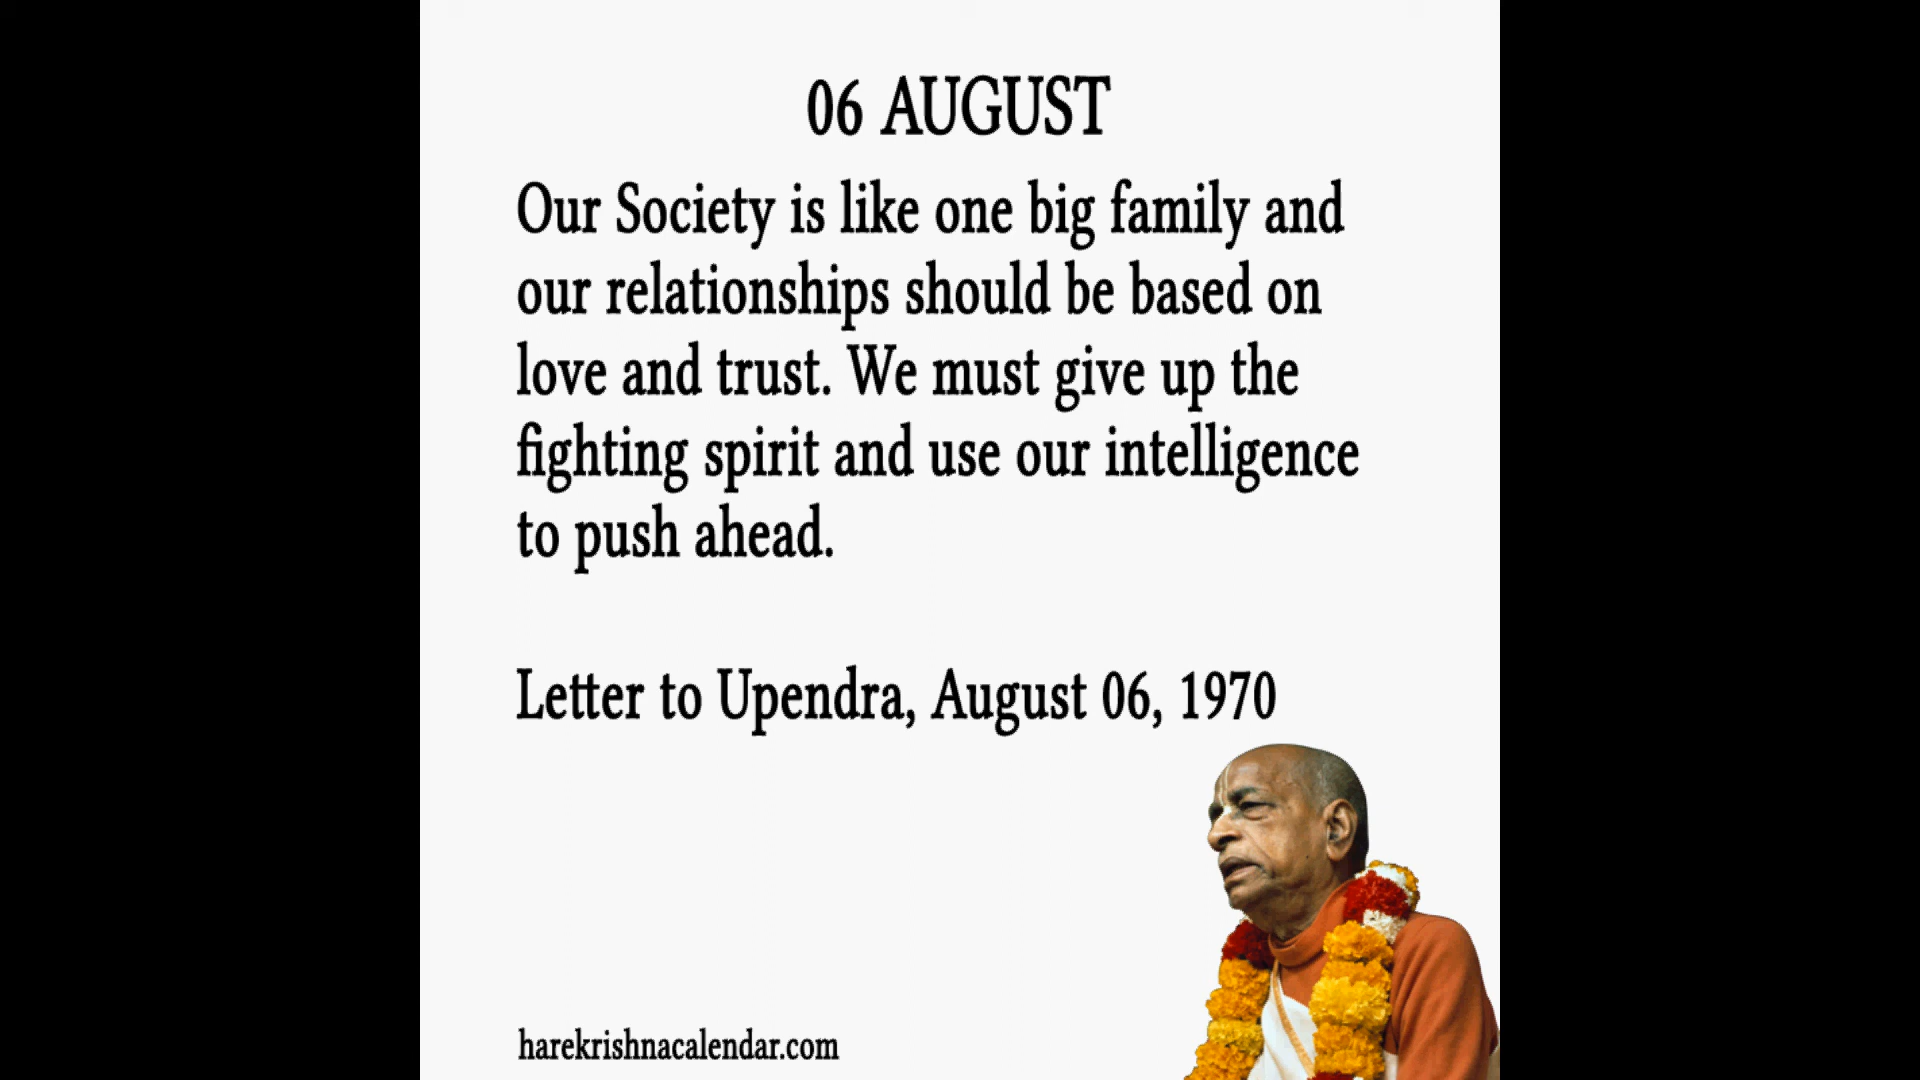 06 AUGUST
Our Society is like one big family and
our relationships should be based on
love and trust. We must give up the
fighting spirit and use our intelligence
to push ahead.
Letter to Upendra, August 06, 1970
harekrishnacalendar.com